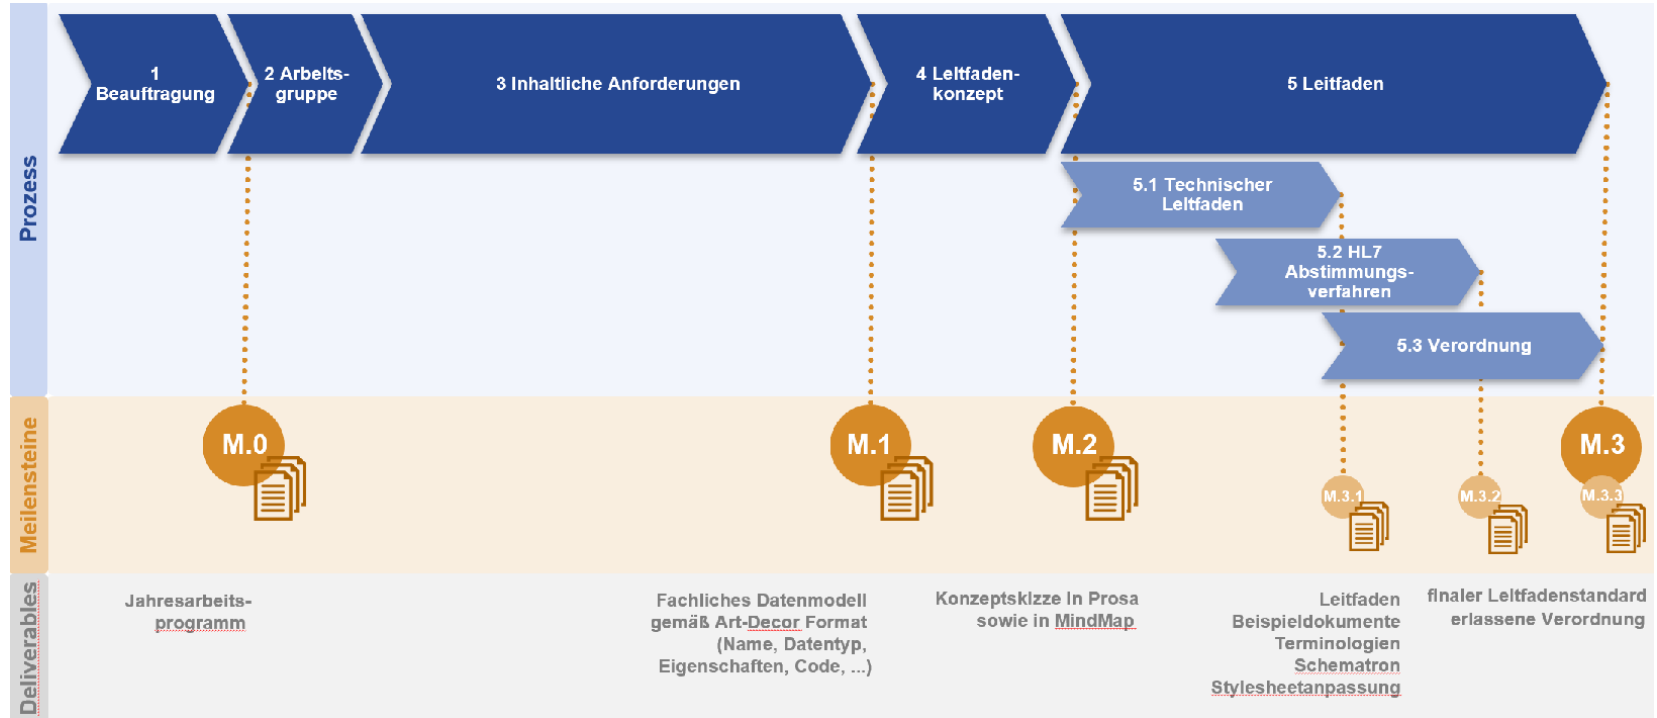 Prozess
1
Beauftragung
2 Arbeits-
gruppe
3 Inhaltliche Anforderungen
4 Leitfaden-
konzept
5 Leitfaden
5.1 Technischer
Leitfaden
5.2 HL7
Abstimmungs-
verfahren
5.3 Verordnung
Meilensteine
M.0
M.1
M.2
M.3
M.3.1
M.3.2
M.3.3
Deliverables
Jahresarbeits-
programm
Fachliches Datenmodell
gemäß Art-Decor Format
(Name, Datentyp,
Eigenschaften, Code, ...)
Konzeptskizze in Prosa
sowie in MindMap
Leitfaden
Beispieldokumente
Terminologien
Schematron
Stylesheetanpassung
finaler Leitfadenstandard
erlassene Verordnung